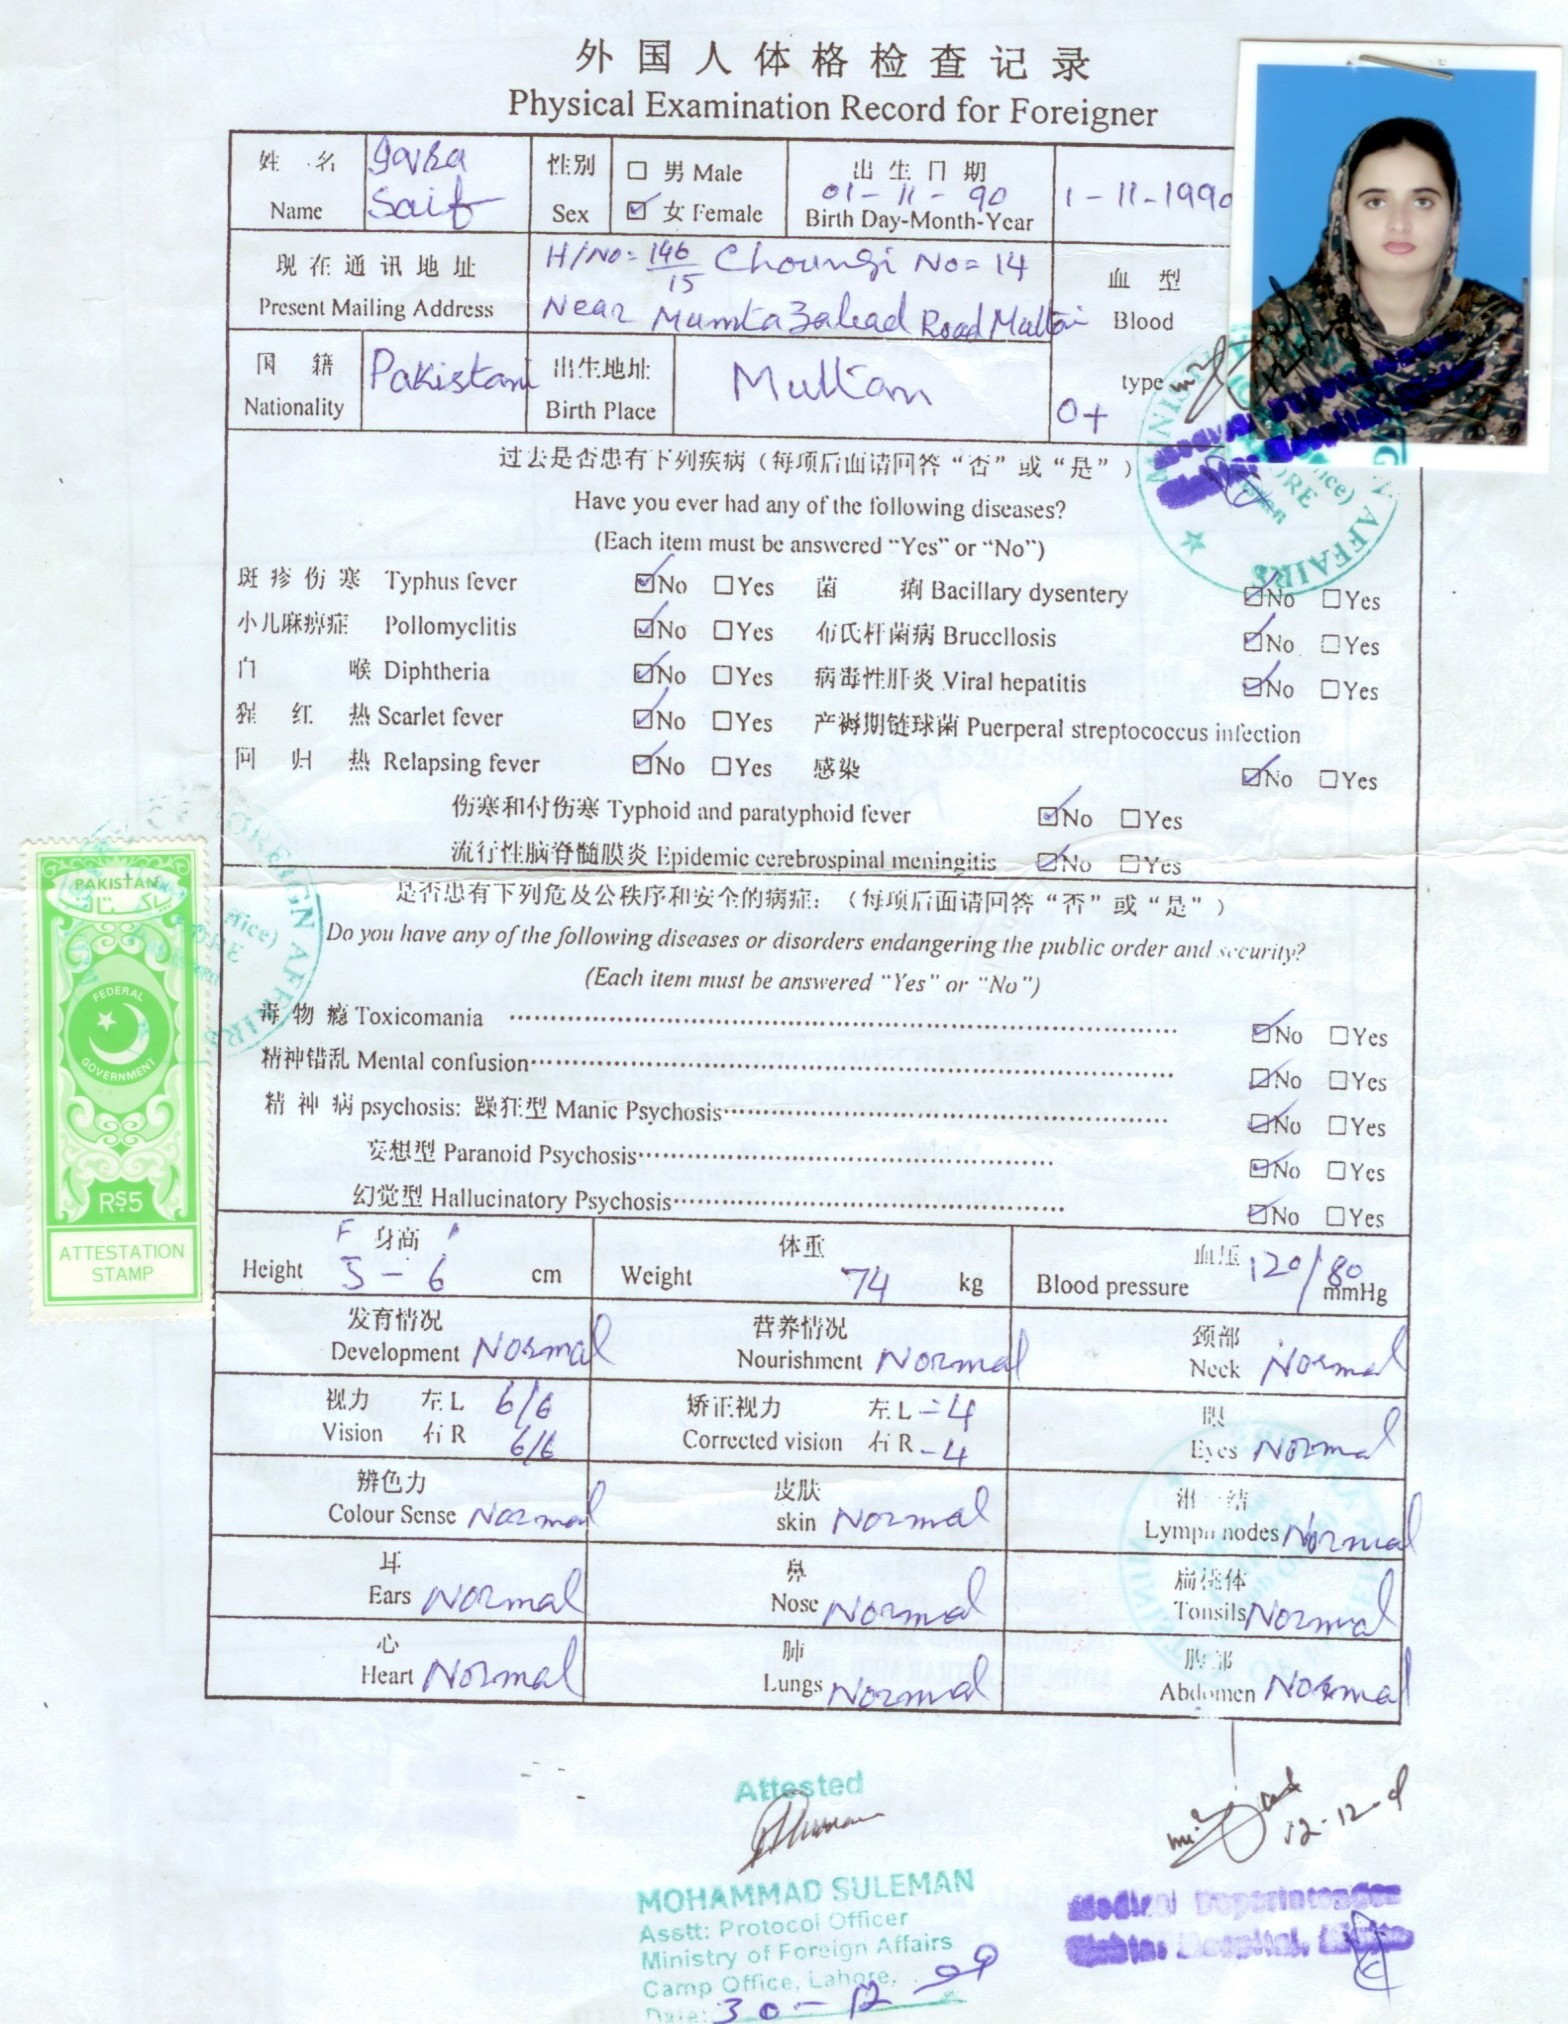 外国人体格检查记录
Physical Examination Record for Foreigner
姓名 Name Saif
性别 Sex □ 男 Male ☑ 女 Female
出生日期 01-11-90 Birth Day-Month-Year 1-11-1990
现在通讯地址 Present Mailing Address H/No= 146/15 Choungi No=14
Near Mumtazabad Road Multan
血型 Blood type O+
国籍 Nationality Pakistan
出生地址 Birth Place Multan
过去是否患有下列疾病（每项后面请回答“否”或“是”）
Have you ever had any of the following diseases?
(Each item must be answered “Yes” or “No”)
斑疹伤寒 Typhus fever ☑No □Yes 菌痢 Bacillary dysentery ☑No □Yes
小儿麻痹症 Pollomyclitis ☑No □Yes 布氏杆菌病 Bruccllosis ☑No □Yes
门喉 Diphtheria ☑No □Yes 病毒性肝炎 Viral hepatitis ☑No □Yes
猩红热 Scarlet fever ☑No □Yes 产褥期链球菌 Puerperal streptococcus infection
回归热 Relapsing fever ☑No □Yes 感染 ☑No □Yes
伤寒和付伤寒 Typhoid and paratyphoid fever ☑No □Yes
流行性脑脊髓膜炎 Epidemic cerebrospinal meningitis ☑No □Yes
是否患有下列危及公秩序和安全的病症：（每项后面请回答“否”或“是”）
Do you have any of the following diseases or disorders endangering the public order and security?
(Each item must be answered “Yes” or “No”)
毒物瘾 Toxicomania ☑No □Yes
精神错乱 Mental confusion ☑No □Yes
精神病 psychosis: 躁狂型 Manic Psychosis ☑No □Yes
妄想型 Paranoid Psychosis ☑No □Yes
幻觉型 Hallucinatory Psychosis ☑No □Yes
身高 Height F 5-6 cm
体重 Weight 74 kg
血压 Blood pressure 120/80 mmHg
发育情况 Development Normal
营养情况 Nourishment Normal
颈部 Neck Normal
视力 Vision 左 L 6/6 右 R 6/6
矫正视力 Corrected vision 左 L -4 右 R -4
眼 Eyes Normal
辨色力 Colour Sense Normal
皮肤 skin Normal
Lymph nodes Normal
耳 Ears Normal
鼻 Nose Normal
扁桃体 Tonsils Normal
心 Heart Normal
肺 Lungs Normal
腹部 Abdomen Normal
PAKISTAN
پاکستان
FEDERAL
GOVERNMENT
RS5
ATTESTATION
STAMP
FOREIGN AFFAIRS
AFFAIRS
Attested
MOHAMMAD SULEMAN
Asstt: Protocol Officer
Ministry of Foreign Affairs
Camp Office, Lahore.
Date: 30-12-09
12-12-9
Medical Superintendent
Hospital,